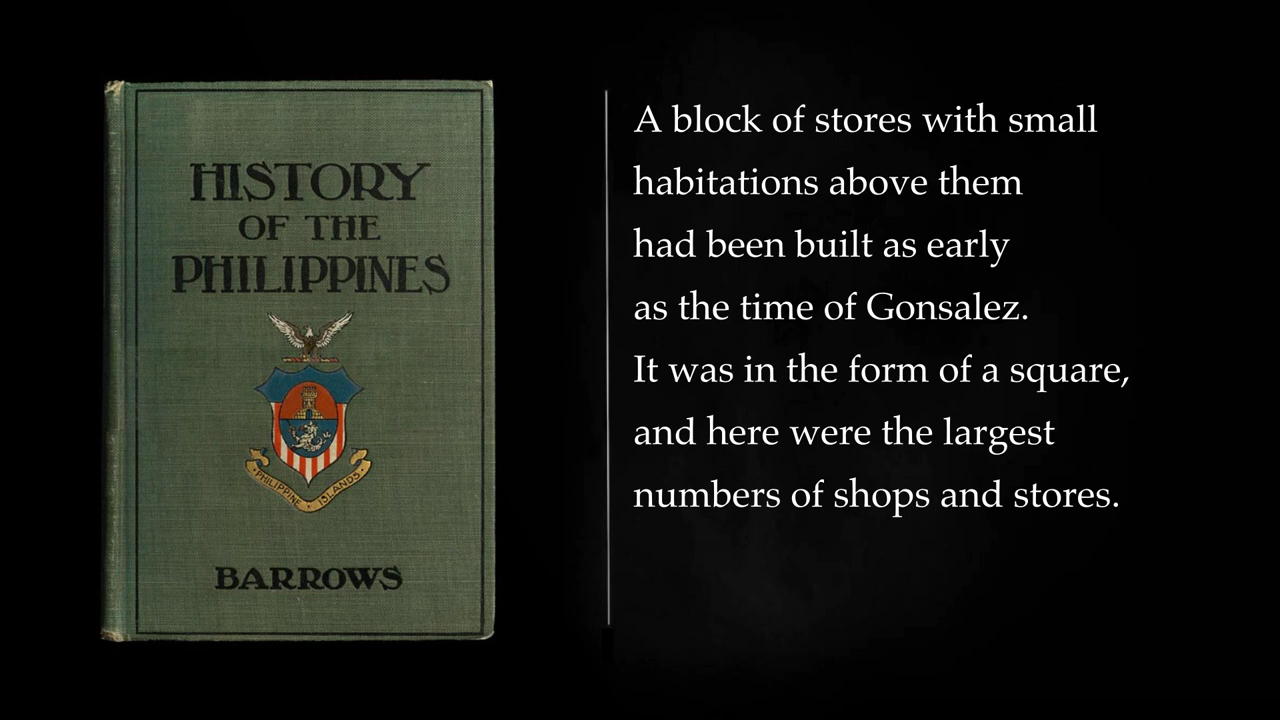 HISTORY
OF THE
PHILIPPINES
PHILIPPINE ISLANDS
BARROWS
A block of stores with small
habitations above them
had been built as early
as the time of Gonsalez.
It was in the form of a square,
and here were the largest
numbers of shops and stores.